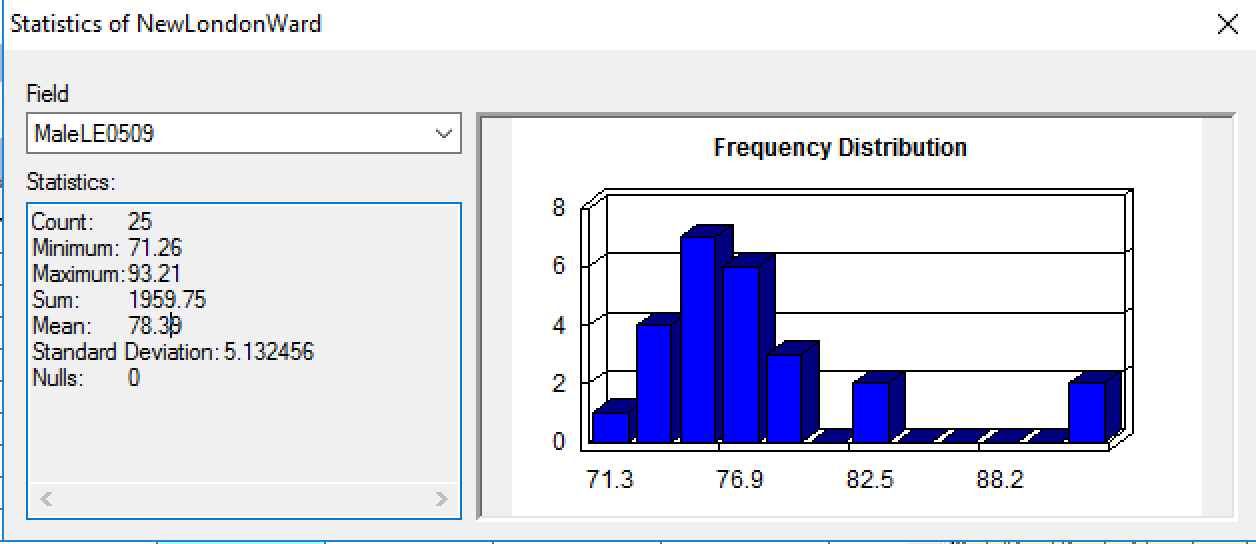 Statistics of NewLondonWard
Field
MaleLE0509
Statistics:
Count: 25
Minimum: 71.26
Maximum: 93.21
Sum: 1959.75
Mean: 78.39
Standard Deviation: 5.132456
Nulls: 0
Frequency Distribution
8
6
4
2
0
71.3 76.9 82.5 88.2